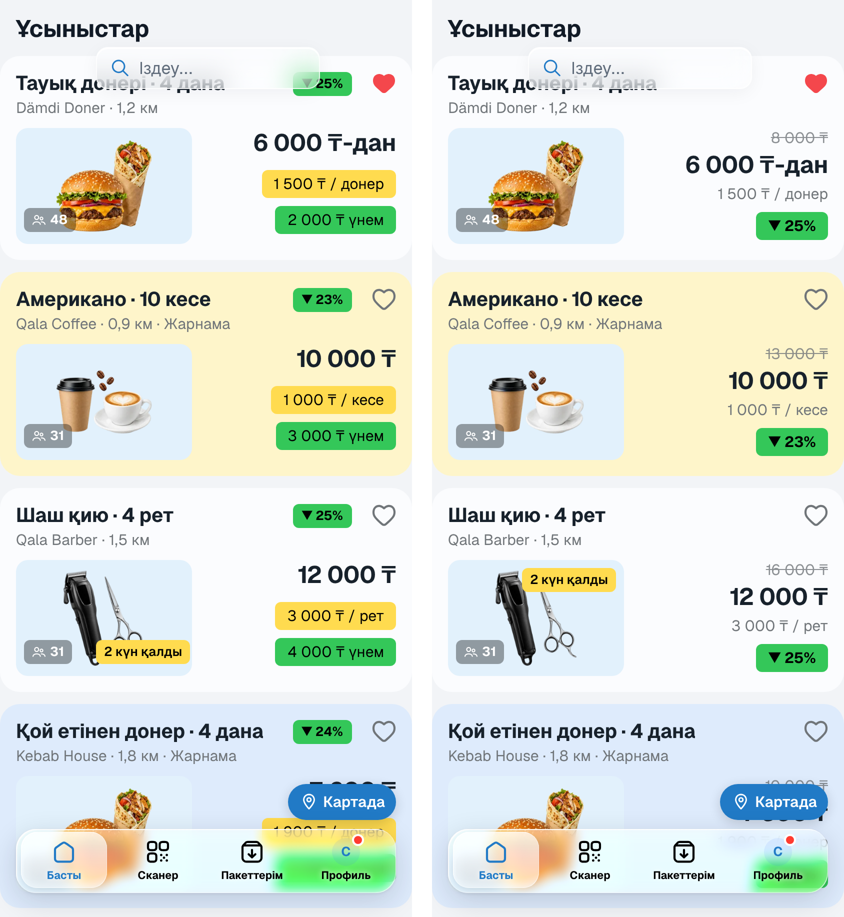 Ұсыныстар
Іздеу...
Тауық донері · 4 дана
▼25%
Dämdi Doner · 1,2 км
6 000 ₸-дан
1 500 ₸ / донер
2 000 ₸ үнем
48
Американо · 10 кесе
▼23%
Qala Coffee · 0,9 км · Жарнама
10 000 ₸
1 000 ₸ / кесе
3 000 ₸ үнем
31
Шаш қию · 4 рет
▼25%
Qala Barber · 1,5 км
12 000 ₸
3 000 ₸ / рет
4 000 ₸ үнем
31
2 күн қалды
Қой етінен донер · 4 дана
▼24%
Kebab House · 1,8 км · Жарнама
Картада
1 900 ₸ / донер
Басты
Сканер
Пакеттерім
С
Профиль
Ұсыныстар
Іздеу...
Тауық донері · 4 дана
Dämdi Doner · 1,2 км
8 000 ₸
6 000 ₸-дан
1 500 ₸ / донер
▼25%
48
Американо · 10 кесе
Qala Coffee · 0,9 км · Жарнама
13 000 ₸
10 000 ₸
1 000 ₸ / кесе
▼23%
31
Шаш қию · 4 рет
Qala Barber · 1,5 км
2 күн қалды
16 000 ₸
12 000 ₸
3 000 ₸ / рет
▼25%
31
Қой етінен донер · 4 дана
Kebab House · 1,8 км · Жарнама
Картада
Басты
Сканер
Пакеттерім
С
Профиль